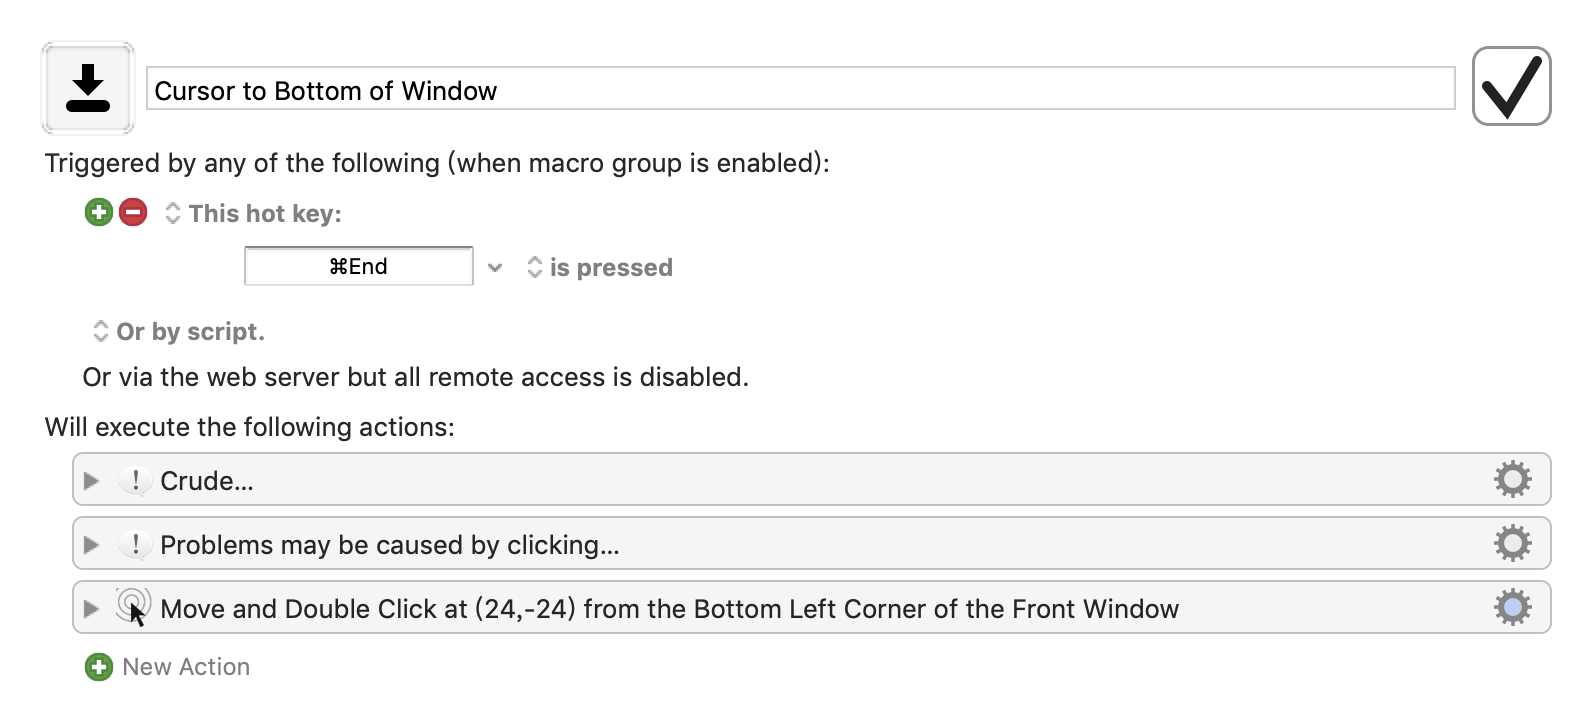 Cursor to Bottom of Window
Triggered by any of the following (when macro group is enabled):
This hot key:
⌘End
is pressed
Or by script.
Or via the web server but all remote access is disabled.
Will execute the following actions:
! Crude…
! Problems may be caused by clicking…
Move and Double Click at (24,-24) from the Bottom Left Corner of the Front Window
New Action